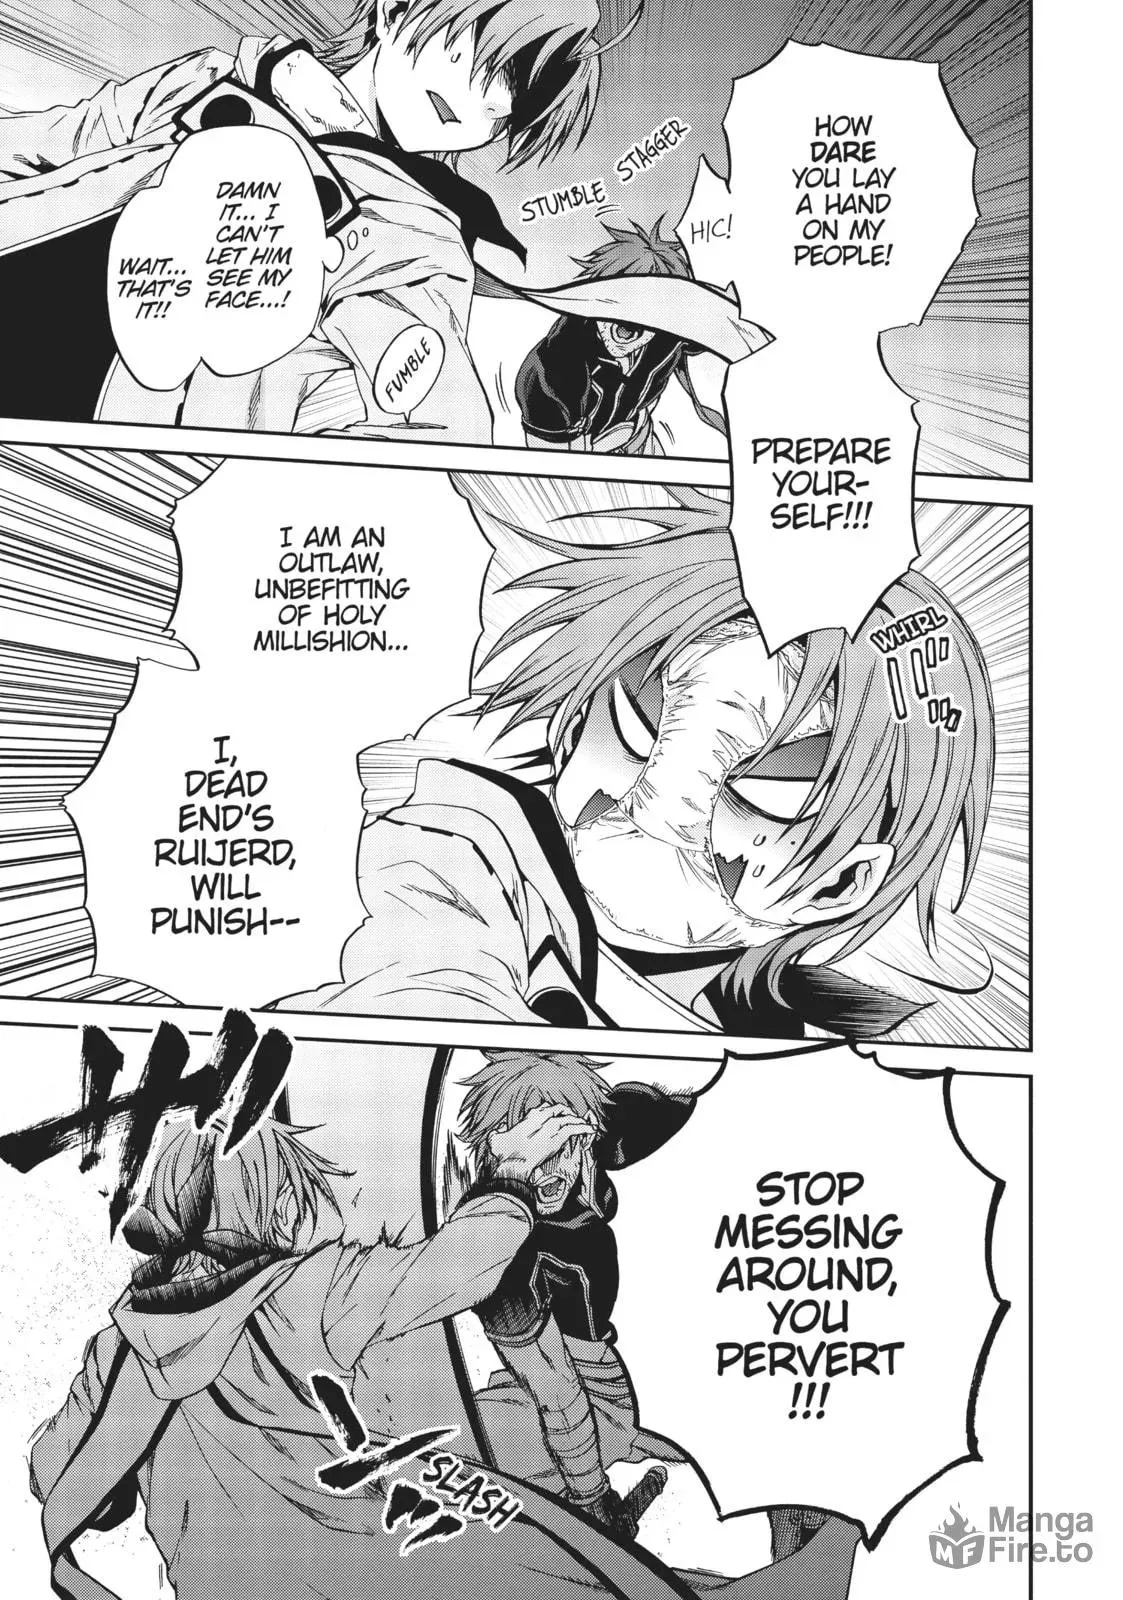 HOW
DARE
YOU LAY
A HAND
ON MY
PEOPLE!
PREPARE
YOUR-
SELF!!!
HIC!
STUMBLE STAGGER
DAMN
IT... I
CAN'T
LET HIM
SEE MY
FACE...!
WAIT...
THAT'S
IT!!
FUMBLE
WHIRL
I AM AN
OUTLAW,
UNBEFITTING
OF HOLY
MILLISHION...
I,
DEAD
END'S
RUIJERD,
WILL
PUNISH--
STOP
MESSING
AROUND,
YOU
PERVERT
!!!
SLASH
Manga
MF Fire.to